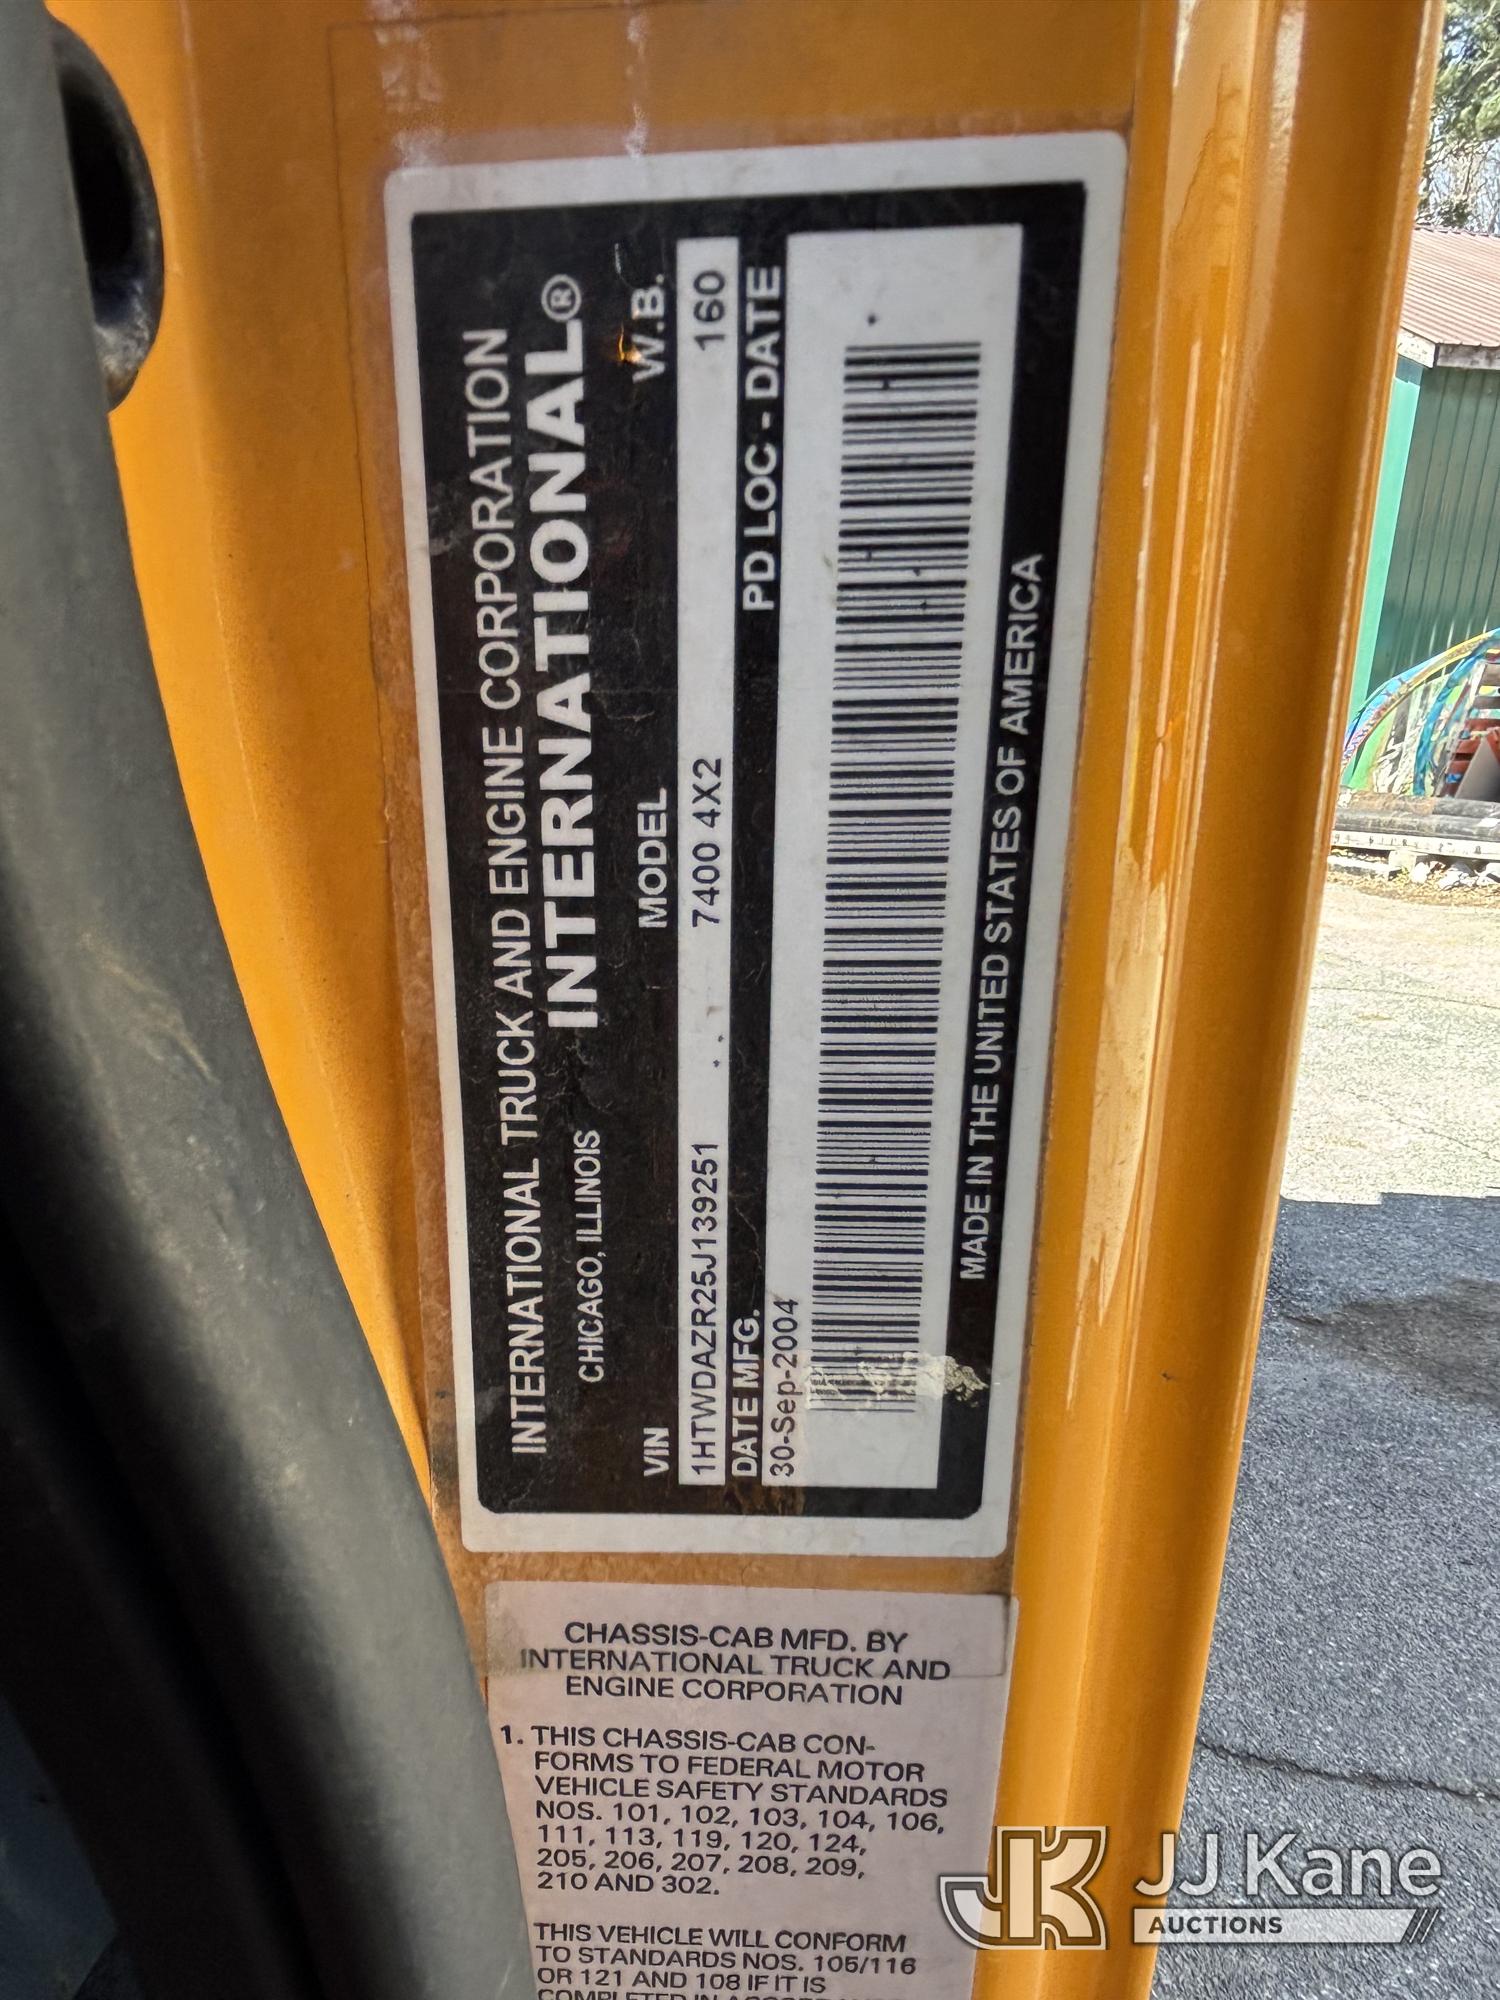 INTERNATIONAL TRUCK AND ENGINE CORPORATION
CHICAGO, ILLINOIS INTERNATIONAL®
VIN MODEL W.B.
1HTWDAZR25J139251 7400 4X2 160
DATE MFG. PD LOC - DATE
30-Sep-2004
MADE IN THE UNITED STATES OF AMERICA
CHASSIS-CAB MFD. BY
INTERNATIONAL TRUCK AND
ENGINE CORPORATION
1. THIS CHASSIS-CAB CON-
FORMS TO FEDERAL MOTOR
VEHICLE SAFETY STANDARDS
NOS. 101, 102, 103, 104, 106,
111, 113, 119, 120, 124,
205, 206, 207, 208, 209,
210 AND 302.
THIS VEHICLE WILL CONFORM
TO STANDARDS NOS. 105/116
OR 121 AND 108 IF IT IS
COMPLETED IN
JK JJ Kane
AUCTIONS